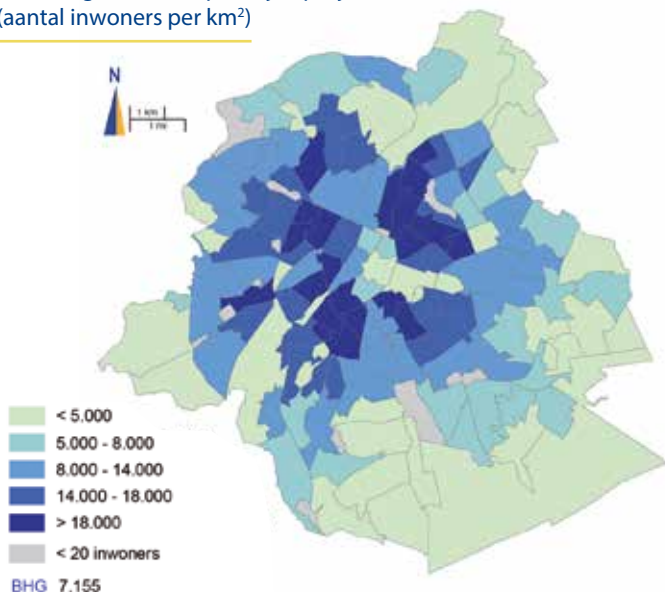 (aantal inwoners per km²)
N
1 km
1 mi
< 5.000
5.000 - 8.000
8.000 - 14.000
14.000 - 18.000
> 18.000
< 20 inwoners
BHG 7.155